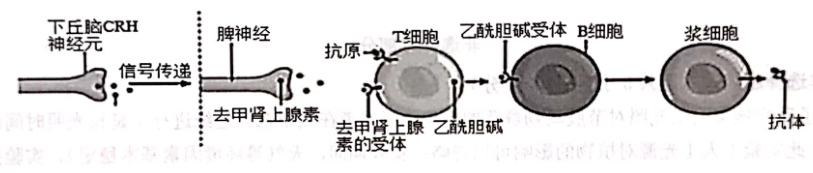 下丘脑CRH
神经元
信号传递
脾神经
去甲肾上腺素
抗原
T细胞
去甲肾上腺
素的受体
乙酰胆碱
乙酰胆碱受体
B细胞
浆细胞
抗体